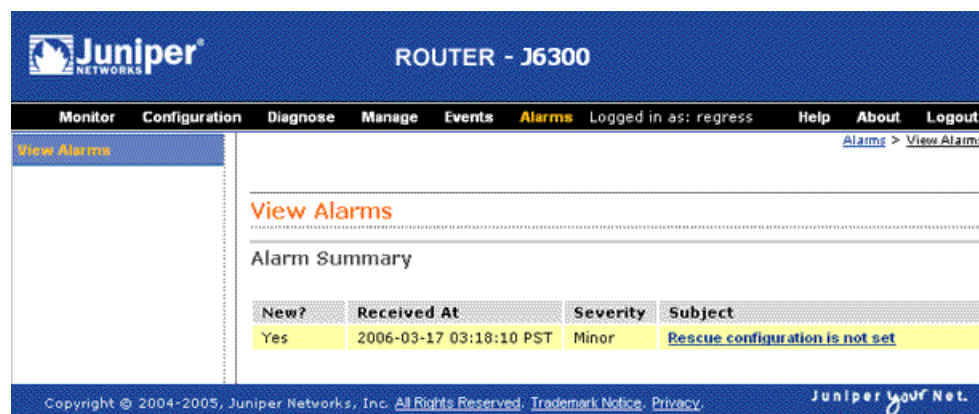 Juniper®
NETWORKS
ROUTER - J6300
Monitor Configuration Diagnose Manage Events Alarms Logged in as: regress Help About Logout
View Alarms
Alarms > View Alarms
View Alarms
Alarm Summary
New? Received At Severity Subject
Yes 2006-03-17 03:18:10 PST Minor Rescue configuration is not set
Copyright © 2004-2005, Juniper Networks, Inc. All Rights Reserved. Trademark Notice. Privacy.
Juniper your Net.